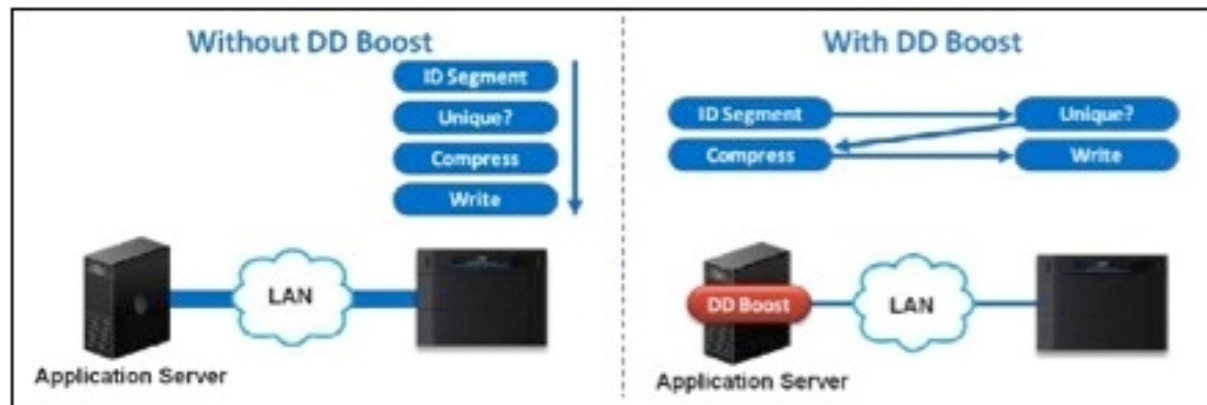 Without DD Boost
ID Segment
Unique?
Compress
Write
LAN
Application Server
With DD Boost
ID Segment
Unique?
Compress
Write
DD Boost
LAN
Application Server